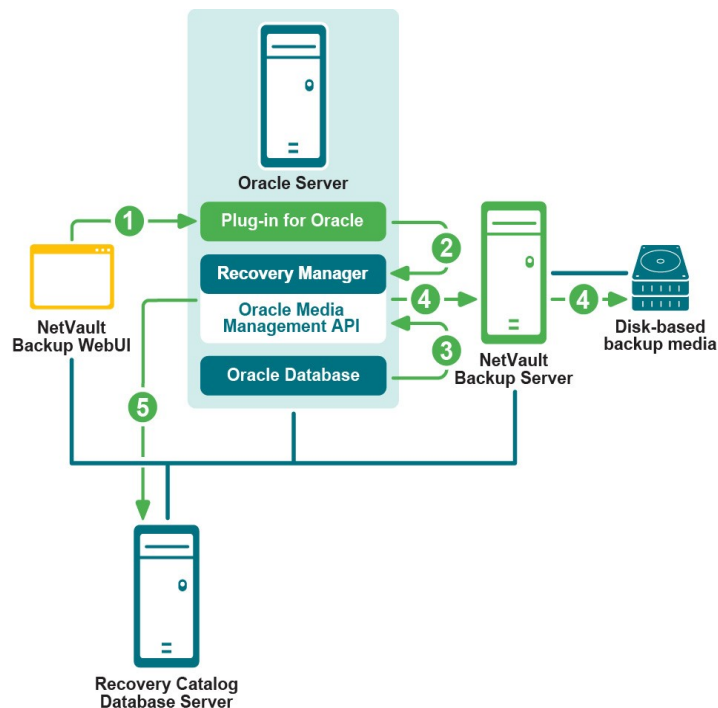 Oracle Server
1
Plug-in for Oracle
2
Recovery Manager
4
4
Oracle Media
Management API
3
NetVault
Backup WebUI
Disk-based
backup media
NetVault
Backup Server
Oracle Database
5
Recovery Catalog
Database Server